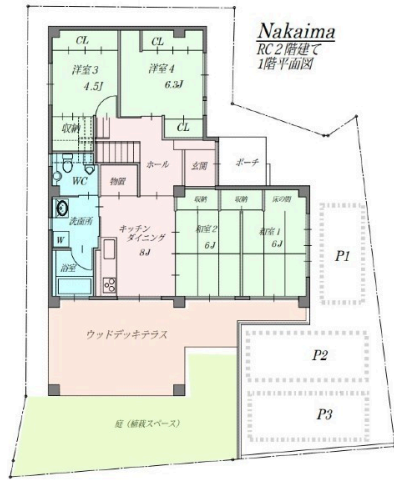 Nakaima
RC2階建て
1階平面図
CL
CL
洋室3
4.5J
洋室4
6.3J
収納
CL
WC
ホール
玄関
ポーチ
物置
洗面所
W
浴室
キッチン
ダイニング
8J
収納
収納
床の間
和室2
6J
和室1
6J
P1
P2
P3
ウッドデッキテラス
庭 (植栽スペース)